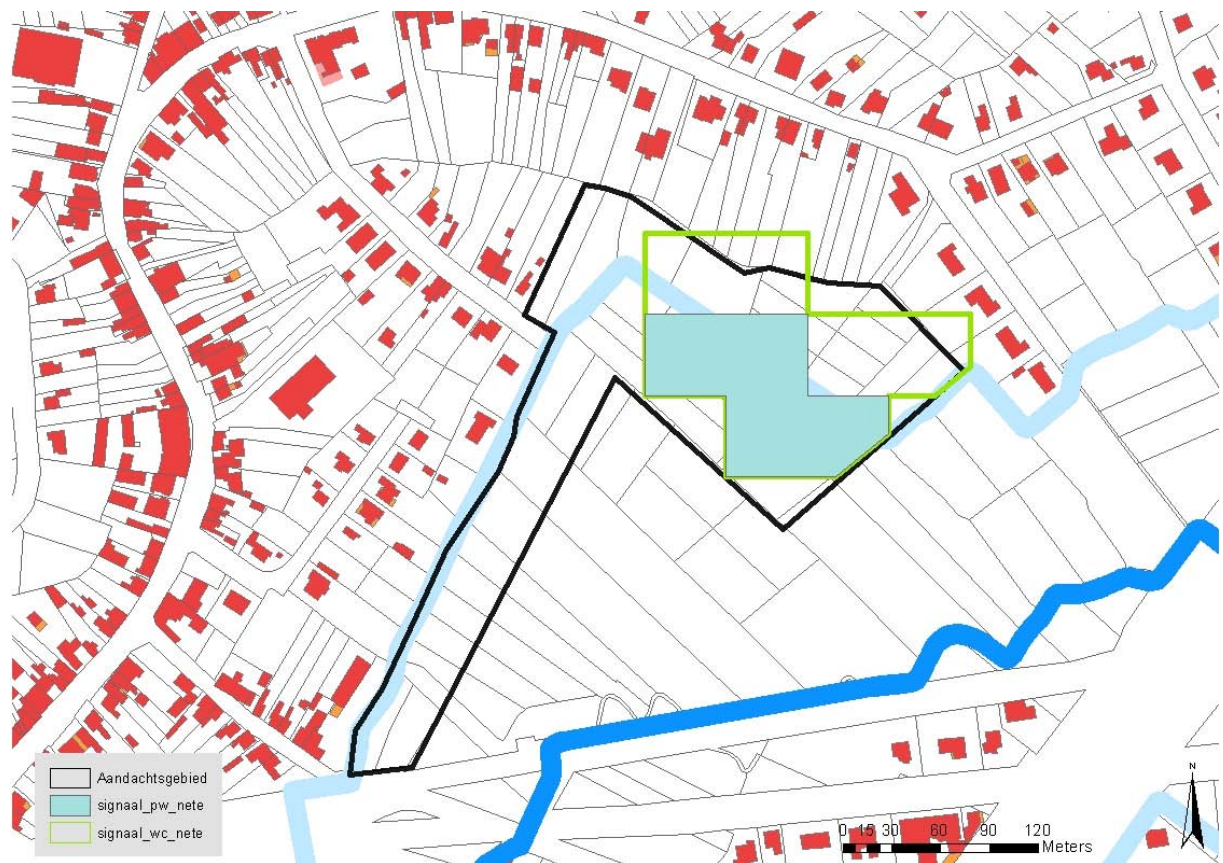 Aandachtsgebied
signaal_pw_nete
signaal_wc_nete
N
0 15 30 60 90 120
Meters